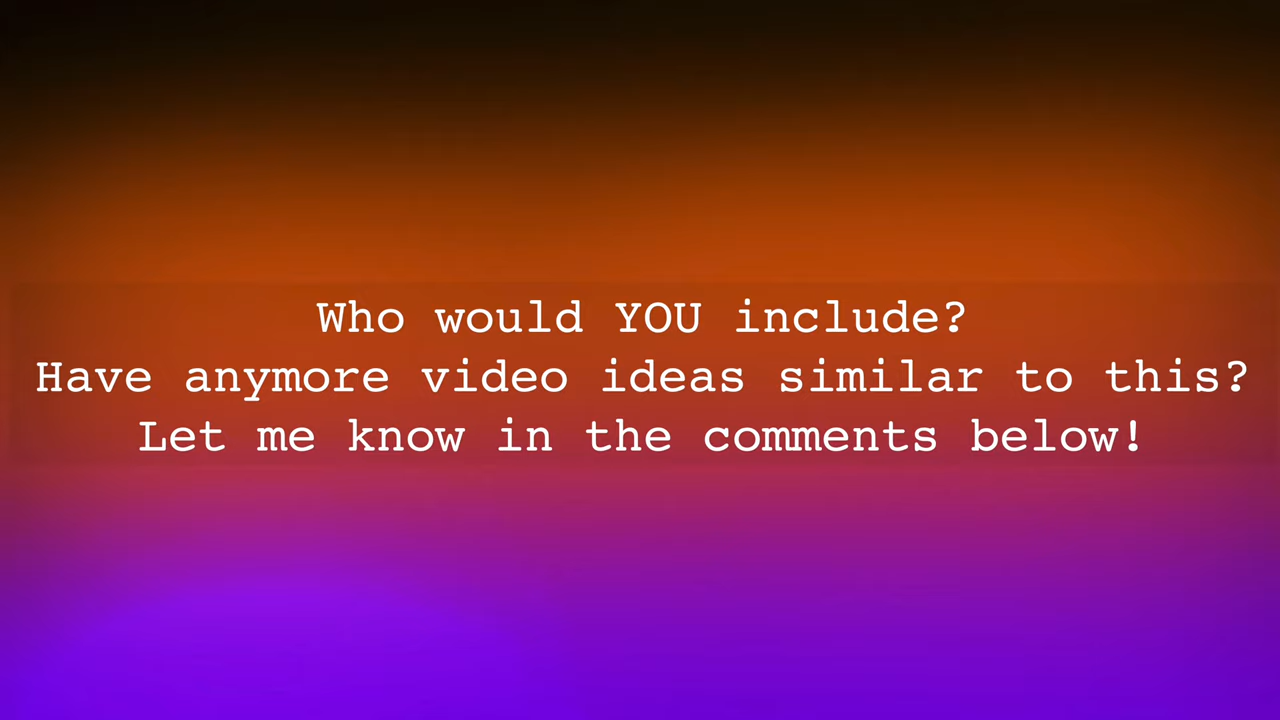 Who would YOU include?
Have anymore video ideas similar to this?
Let me know in the comments below!